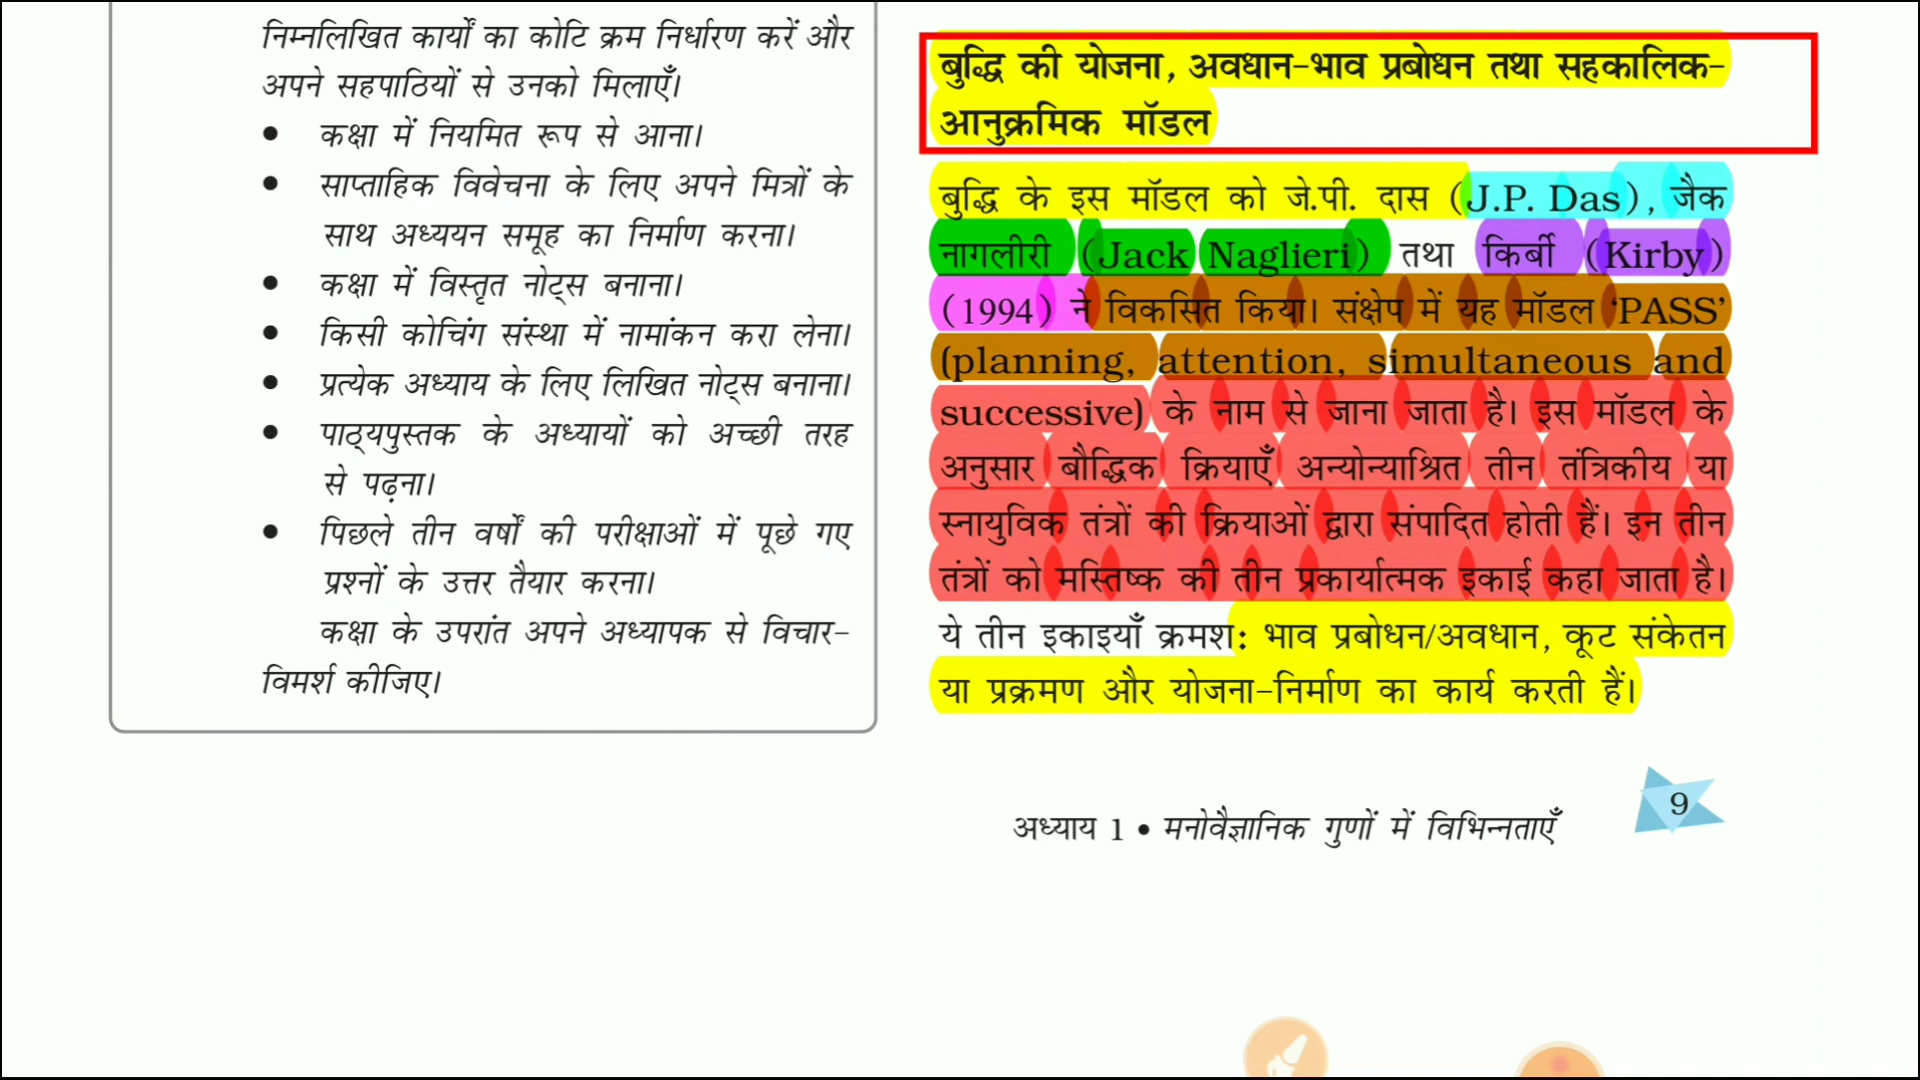 निम्नलिखित कार्यों का कोटि क्रम निर्धारण करें और
अपने सहपाठियों से उनको मिलाएँ।
• कक्षा में नियमित रूप से आना।
• साप्ताहिक विवेचना के लिए अपने मित्रों के
साथ अध्ययन समूह का निर्माण करना।
• कक्षा में विस्तृत नोट्स बनाना।
• किसी कोचिंग संस्था में नामांकन करा लेना।
• प्रत्येक अध्याय के लिए लिखित नोट्स बनाना।
• पाठ्यपुस्तक के अध्यायों को अच्छी तरह
से पढ़ना।
• पिछले तीन वर्षों की परीक्षाओं में पूछे गए
प्रश्नों के उत्तर तैयार करना।
कक्षा के उपरांत अपने अध्यापक से विचार-
विमर्श कीजिए।
बुद्धि की योजना, अवधान-भाव प्रबोधन तथा सहकालिक-
आनुक्रमिक मॉडल
बुद्धि के इस मॉडल को जे.पी. दास (J.P. Das), जैक
नागलीरी (Jack Naglieri) तथा किर्बी (Kirby)
(1994) ने विकसित किया। संक्षेप में यह मॉडल ‘PASS’
(planning, attention, simultaneous and
successive) के नाम से जाना जाता है। इस मॉडल के
अनुसार बौद्धिक क्रियाएँ अन्योन्याश्रित तीन तंत्रिकीय या
स्नायुविक तंत्रों की क्रियाओं द्वारा संपादित होती हैं। इन तीन
तंत्रों को मस्तिष्क की तीन प्रकार्यात्मक इकाई कहा जाता है।
ये तीन इकाइयाँ क्रमश: भाव प्रबोधन/अवधान, कूट संकेतन
या प्रक्रमण और योजना-निर्माण का कार्य करती हैं।
9
अध्याय 1 • मनोवैज्ञानिक गुणों में विभिन्नताएँ